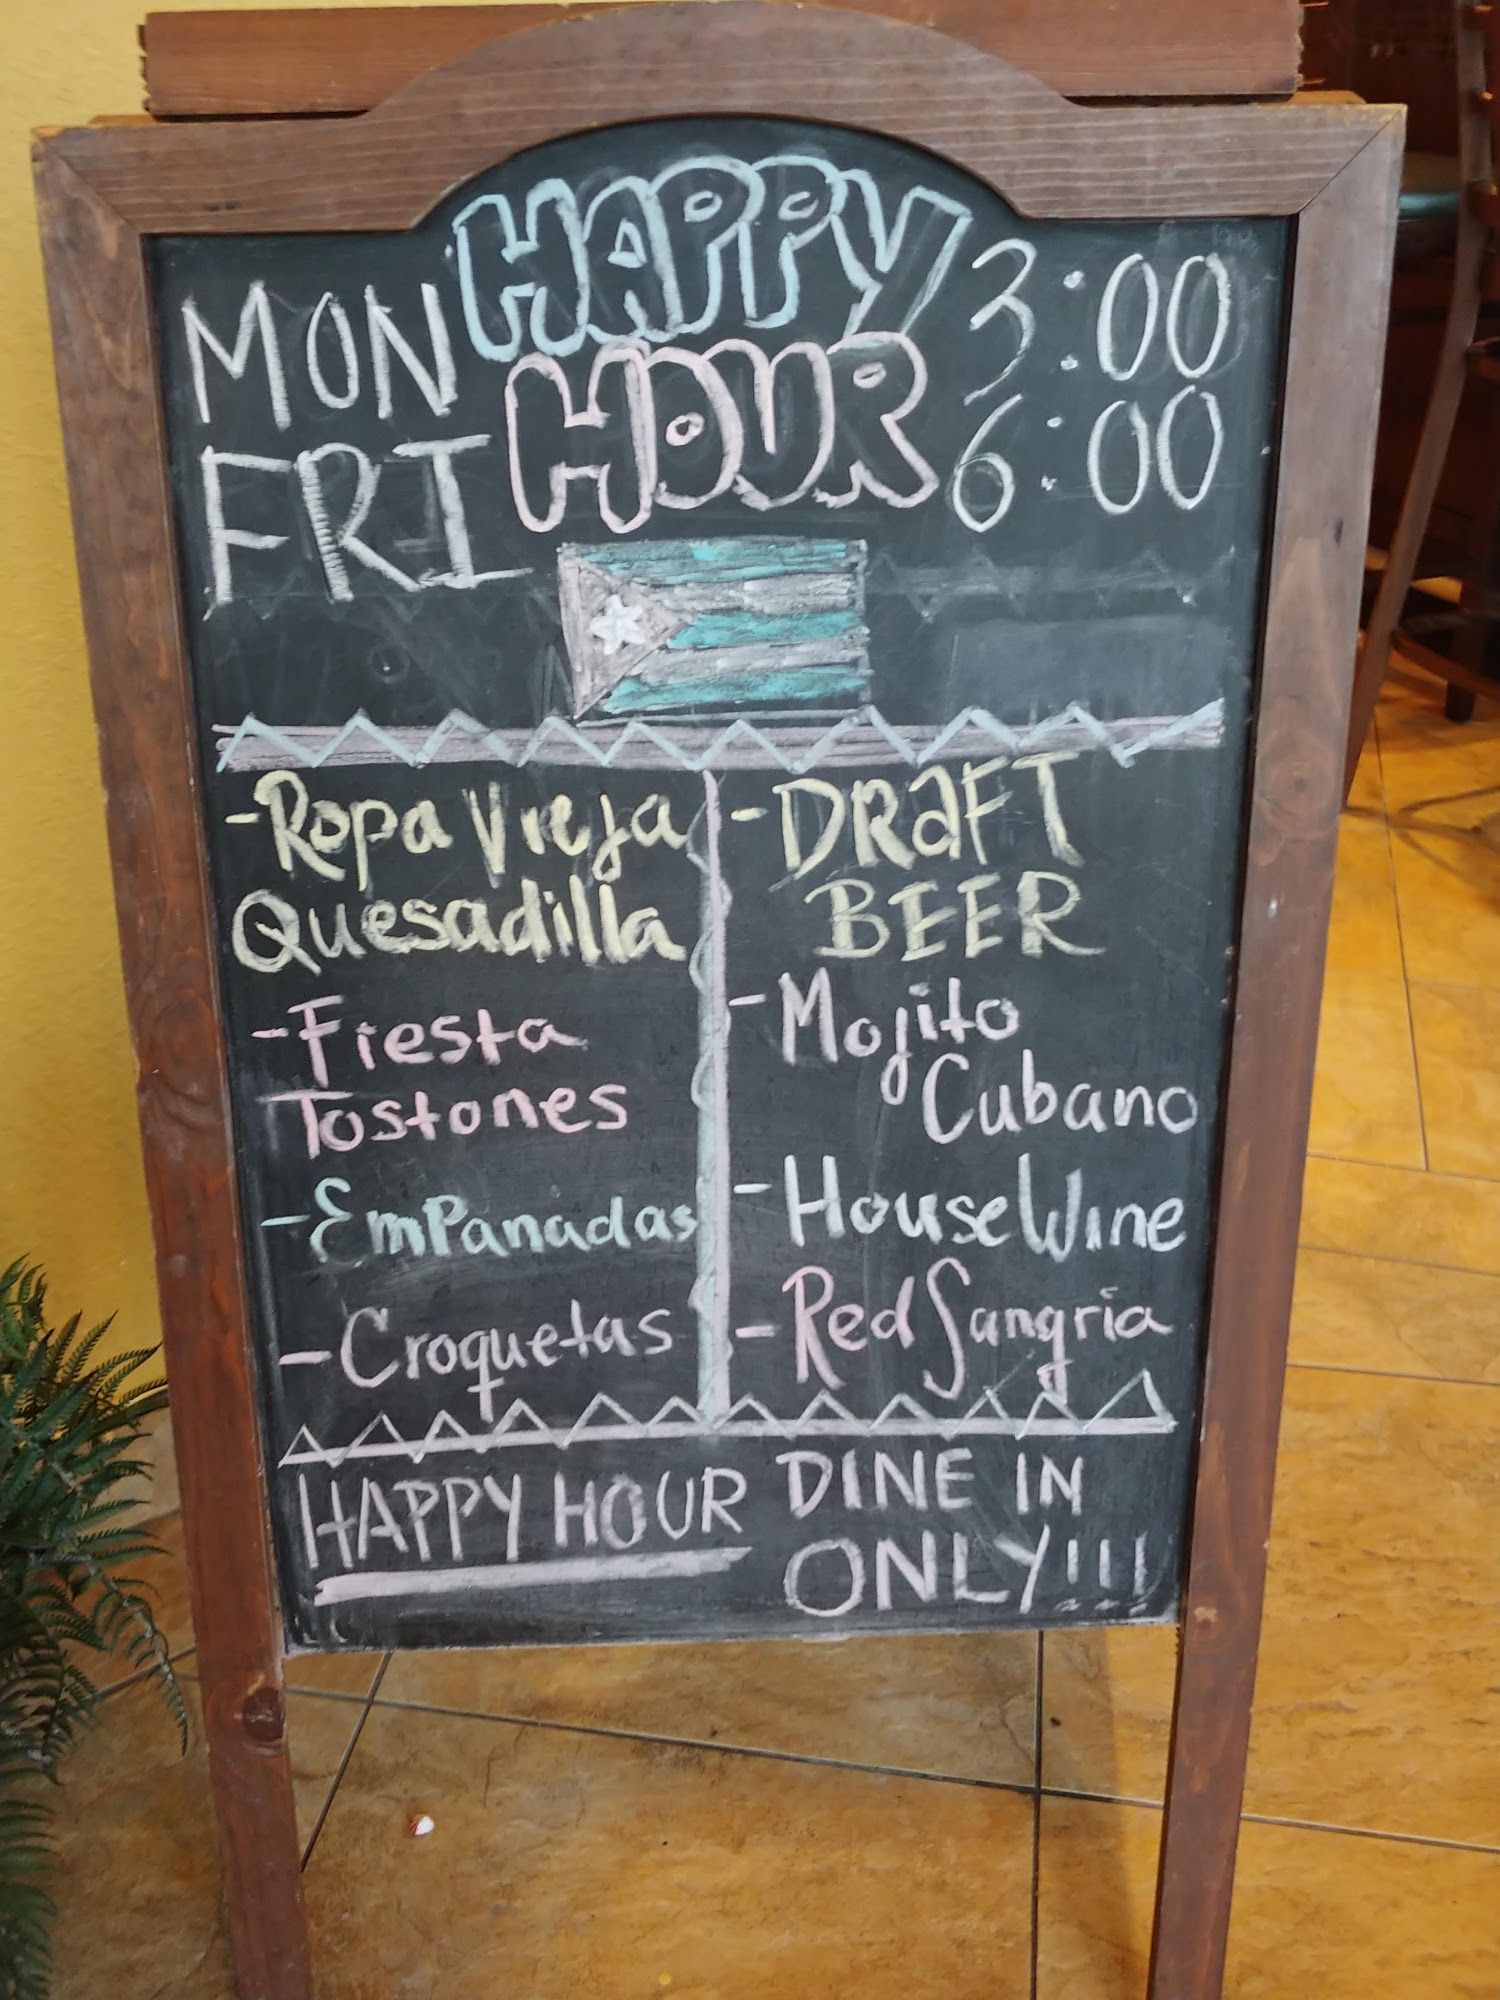 HAPPY
HOUR
MON
FRI
3:00
6:00
-Ropa Vieja
Quesadilla
-Fiesta
Tostones
-EmPanadas
-Croquetas
-DRaFT
BEER
-Mojito
Cubano
-House Wine
-Red Sangria
HAPPY HOUR
DINE IN
ONLY!!!